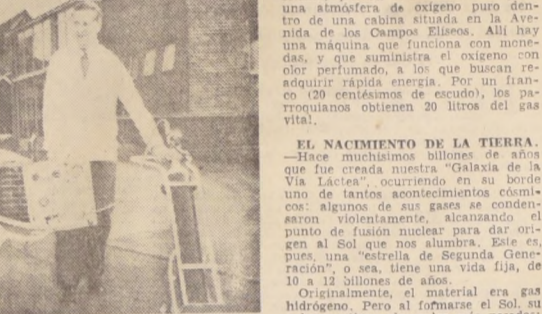 una atmósfera de oxígeno puro den-
tro de una cabina situada en la Ave-
nida de los Campos Elíseos. Allí hay
una máquina que funciona con mone-
das, y que suministra el oxígeno con
olor perfumado, a los que buscan re-
adquirir rápida energía. Por un fran-
co (20 centésimos de escudo), los pa-
rroquianos obtienen 20 litros del gas
vital.
EL NACIMIENTO DE LA TIERRA.
—Hace muchísimos billones de años
que fue creada nuestra "Galaxia de la
Vía Láctea", ocurriendo en su borde
uno de tantos acontecimientos cósmi-
cos: algunos de sus gases se conden-
saron violentamente, alcanzando el
punto de fusión nuclear para dar ori-
gen al Sol que nos alumbra. Este es,
pues, una "estrella de Segunda Gene-
ración", o sea, tiene una vida fija, de
10 a 12 billones de años.
Originalmente, el material era gas
hidrógeno. Pero al formarse el Sol, su